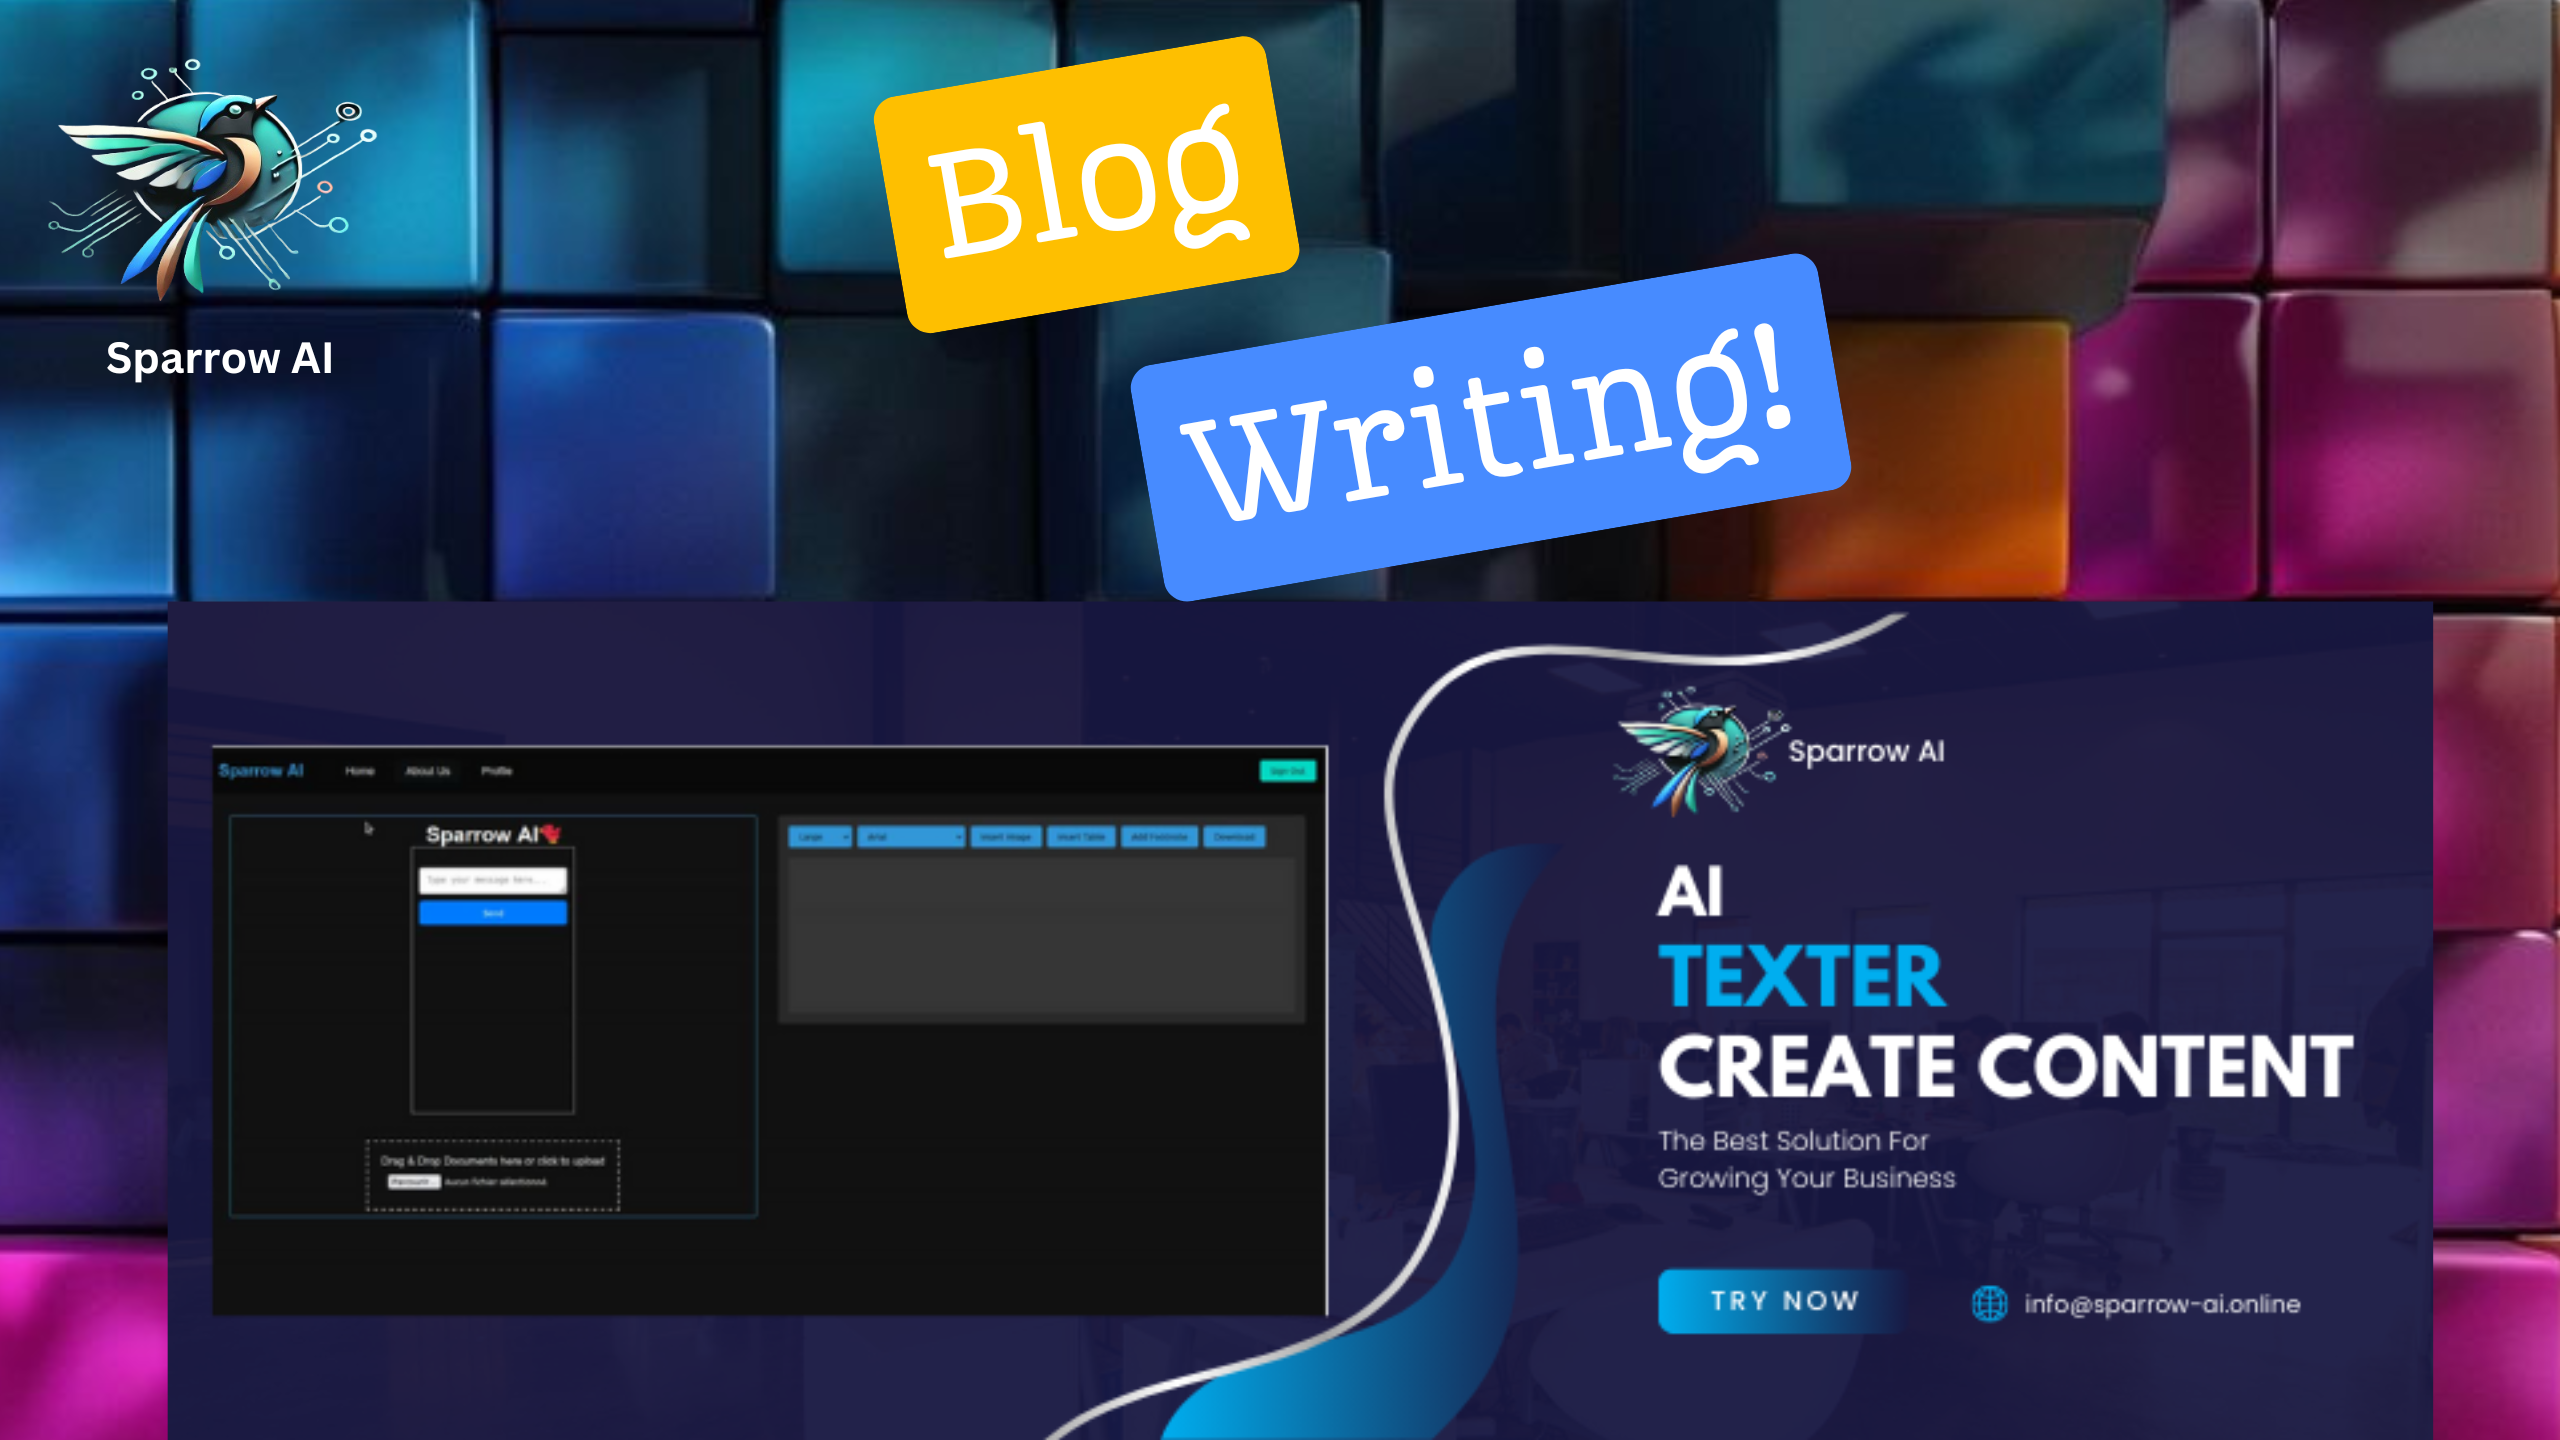 Sparrow AI
Blog
Writing!
Sparrow AI
Home
About Us
Profile
Sign Out
Sparrow AI
Type your message here...
Send
Drag & Drop Documents here or click to upload
Parcourir... Aucun fichier sélectionné.
Large
Arial
Insert Image
Insert Table
Add Footnote
Download
Sparrow AI
AI
TEXTER
CREATE CONTENT
The Best Solution For
Growing Your Business
TRY NOW
info@sparrow-ai.online